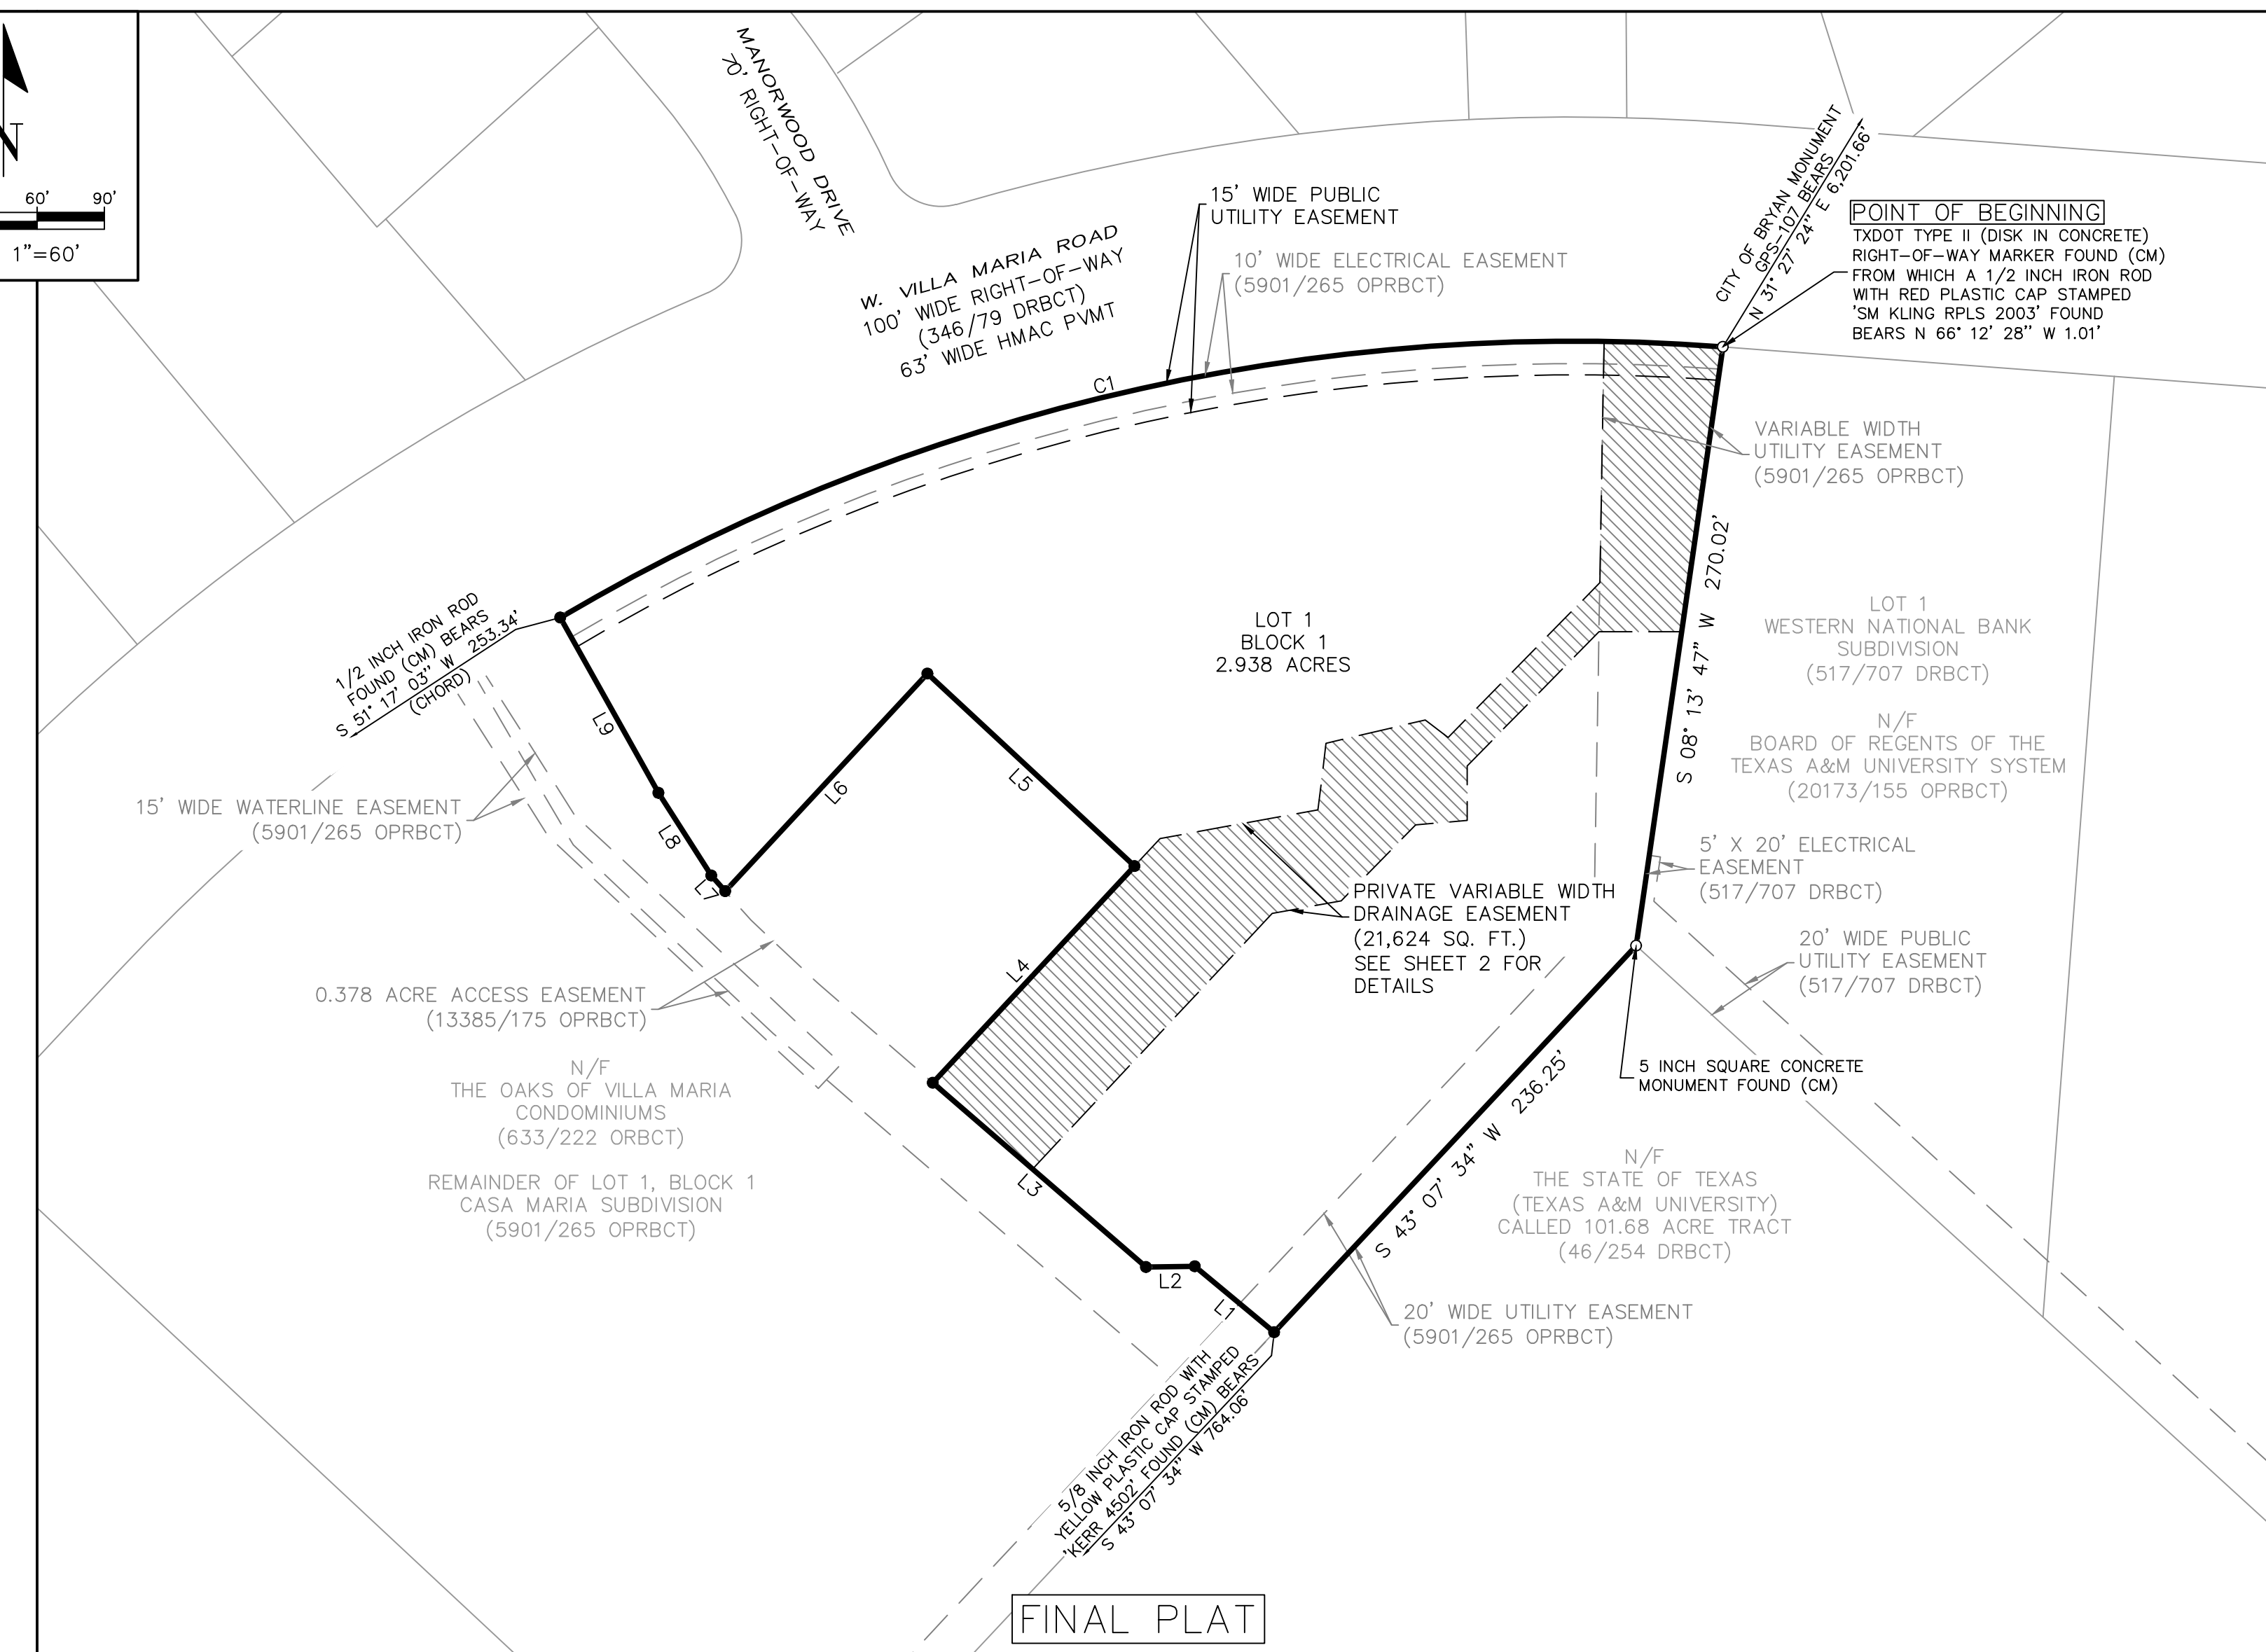 N
60' 90'
1"=60'
MANORWOOD DRIVE
70' RIGHT-OF-WAY
W. VILLA MARIA ROAD
100' WIDE RIGHT-OF-WAY
(346/79 DRBCT)
63' WIDE HMAC PVMT
15' WIDE PUBLIC
UTILITY EASEMENT
10' WIDE ELECTRICAL EASEMENT
(5901/265 OPRBCT)
CITY OF BRYAN MONUMENT
GPS-107 BEARS
N 31° 27' 24" E 6,201.66'
POINT OF BEGINNING
TXDOT TYPE II (DISK IN CONCRETE)
RIGHT-OF-WAY MARKER FOUND (CM)
FROM WHICH A 1/2 INCH IRON ROD
WITH RED PLASTIC CAP STAMPED
'SM KLING RPLS 2003' FOUND
BEARS N 66° 12' 28" W 1.01'
C1
VARIABLE WIDTH
UTILITY EASEMENT
(5901/265 OPRBCT)
S 08° 13' 47" W 270.02'
LOT 1
BLOCK 1
2.938 ACRES
LOT 1
WESTERN NATIONAL BANK
SUBDIVISION
(517/707 DRBCT)
N/F
BOARD OF REGENTS OF THE
TEXAS A&M UNIVERSITY SYSTEM
(20173/155 OPRBCT)
1/2 INCH IRON ROD
FOUND (CM) BEARS
S 51° 17' 03" W 253.34'
(CHORD)
L9
L8
L7
L6
L5
L4
L3
L2
L1
15' WIDE WATERLINE EASEMENT
(5901/265 OPRBCT)
5' X 20' ELECTRICAL
EASEMENT
(517/707 DRBCT)
PRIVATE VARIABLE WIDTH
DRAINAGE EASEMENT
(21,624 SQ. FT.)
SEE SHEET 2 FOR
DETAILS
20' WIDE PUBLIC
UTILITY EASEMENT
(517/707 DRBCT)
0.378 ACRE ACCESS EASEMENT
(13385/175 OPRBCT)
5 INCH SQUARE CONCRETE
MONUMENT FOUND (CM)
N/F
THE OAKS OF VILLA MARIA
CONDOMINIUMS
(633/222 ORBCT)
REMAINDER OF LOT 1, BLOCK 1
CASA MARIA SUBDIVISION
(5901/265 OPRBCT)
S 43° 07' 34" W 236.25'
N/F
THE STATE OF TEXAS
(TEXAS A&M UNIVERSITY)
CALLED 101.68 ACRE TRACT
(46/254 DRBCT)
20' WIDE UTILITY EASEMENT
(5901/265 OPRBCT)
5/8 INCH IRON ROD WITH
YELLOW PLASTIC CAP STAMPED
'KERR 4502' FOUND (CM) BEARS
S 43° 07' 34" W 764.06'
FINAL PLAT